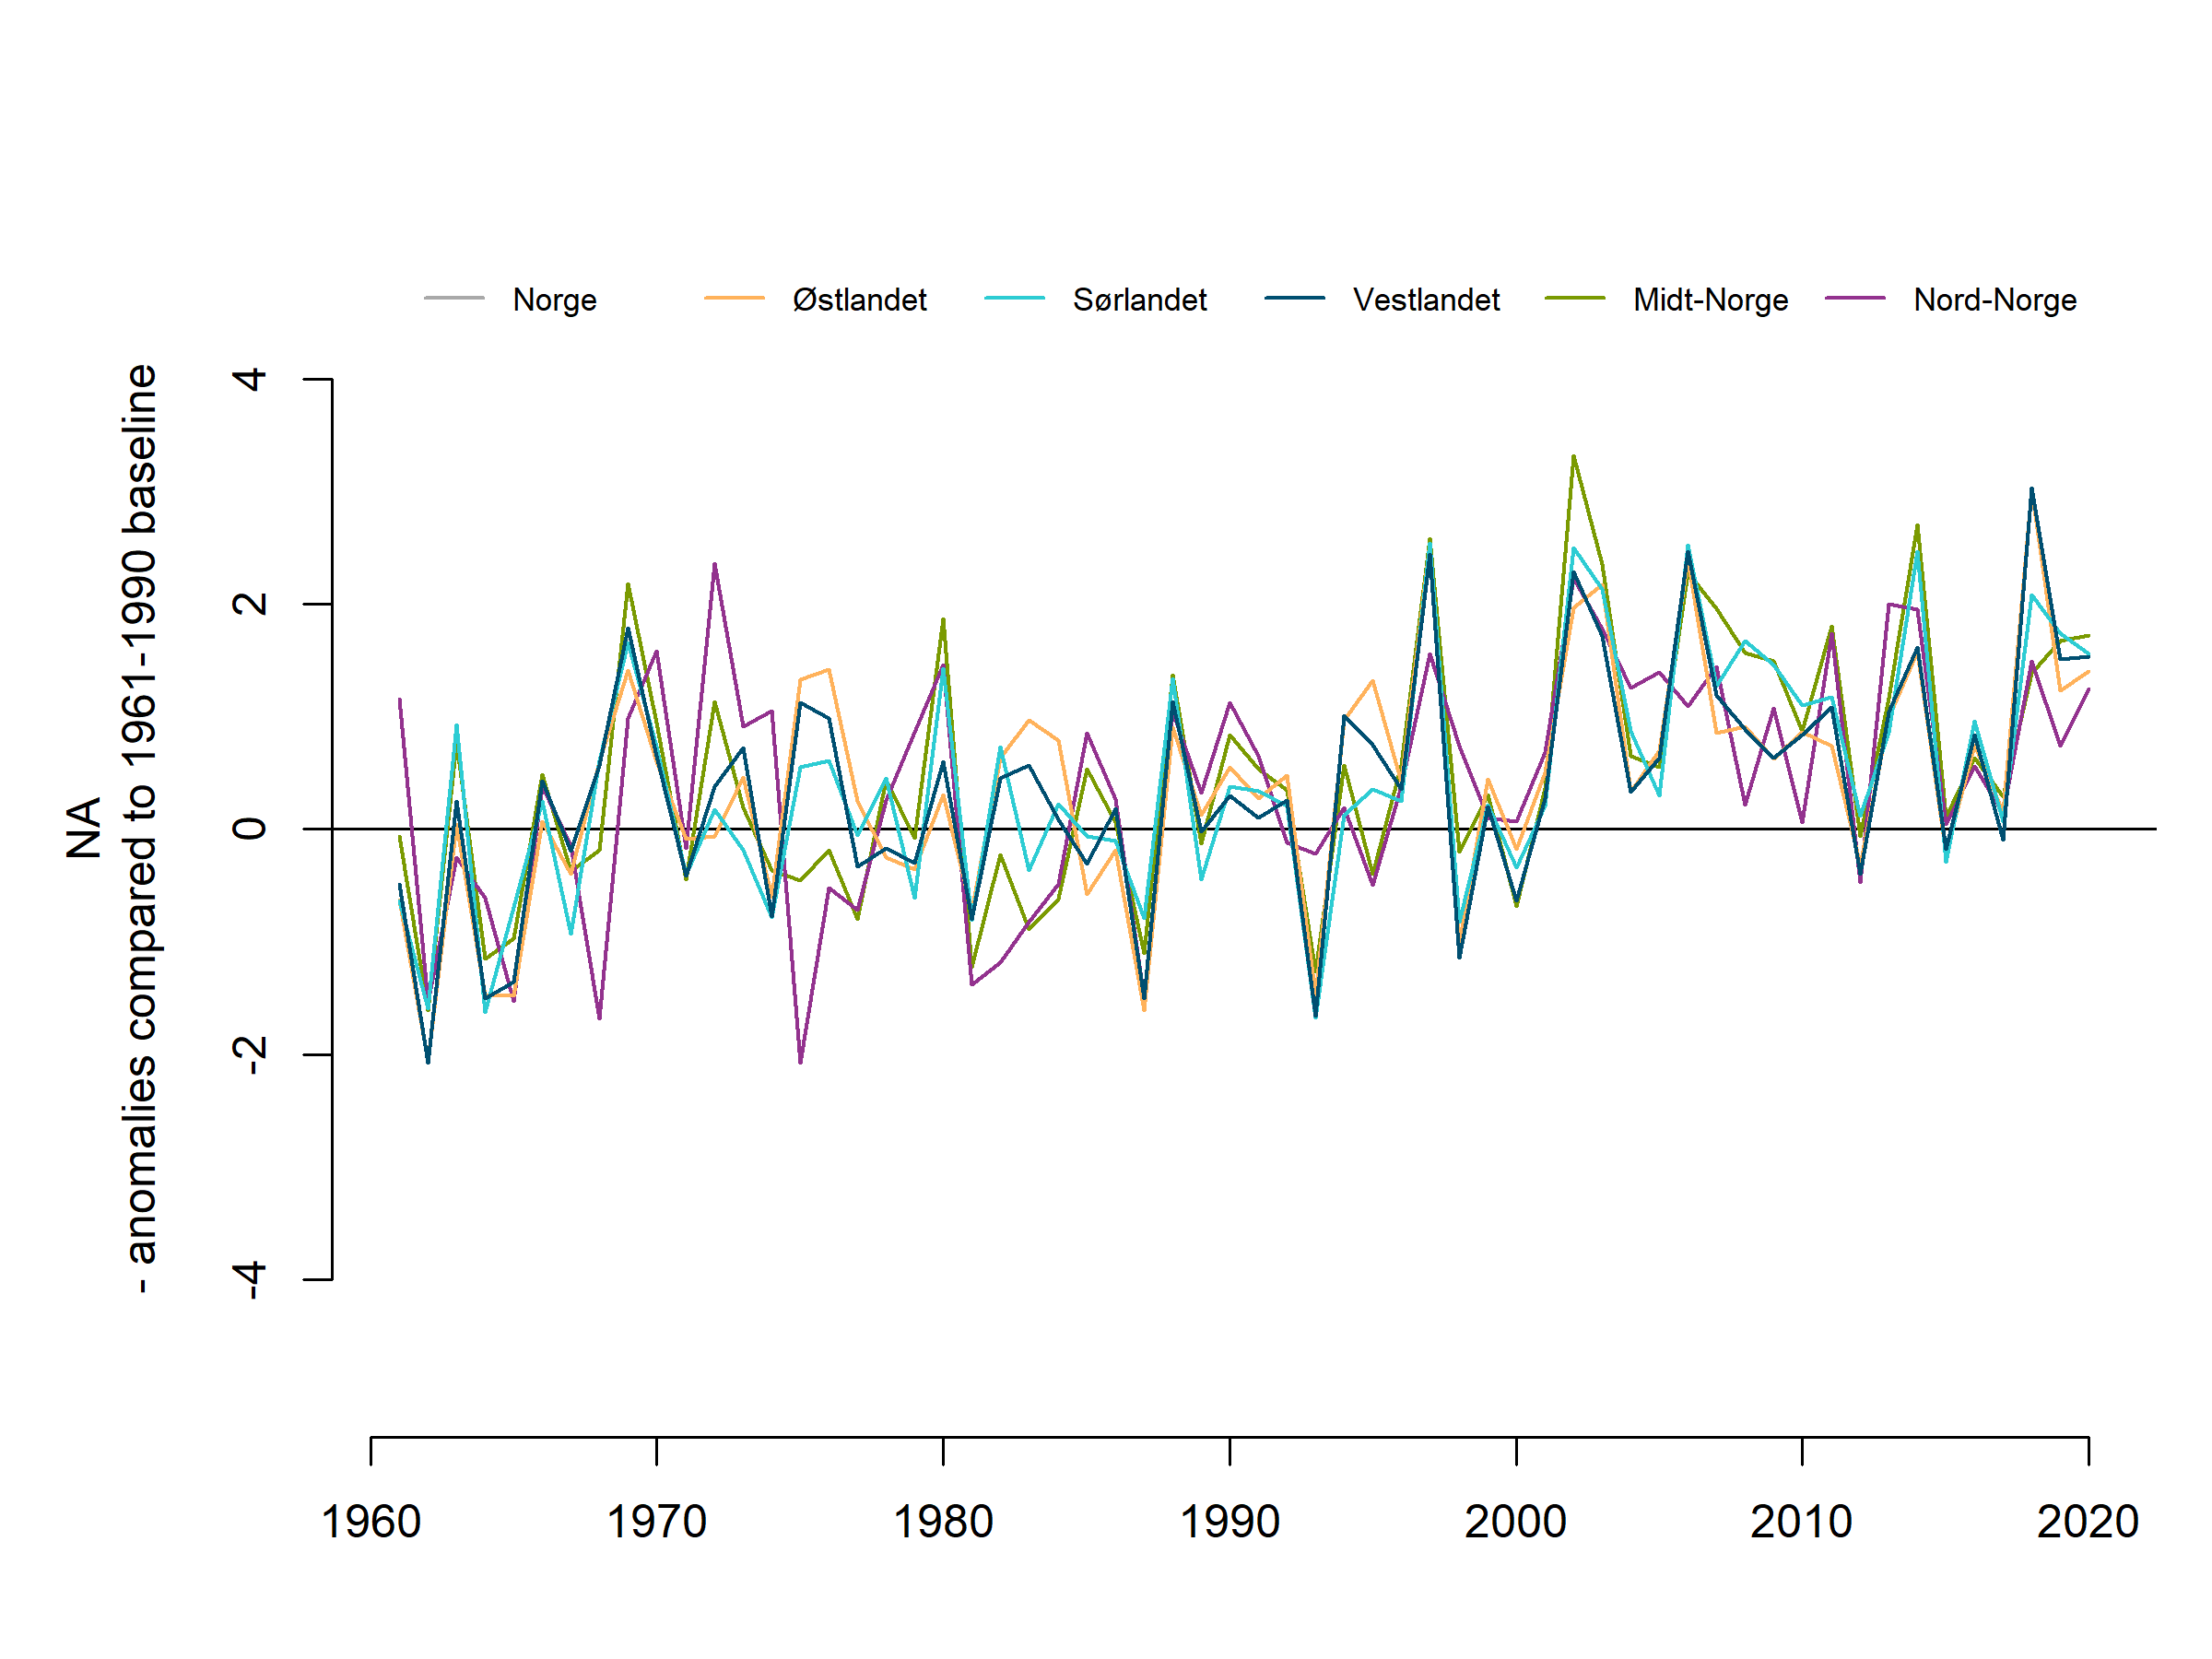 Norge Østlandet Sørlandet Vestlandet Midt-Norge Nord-Norge
NA
- anomalies compared to 1961-1990 baseline
4
2
0
-2
-4
1960 1970 1980 1990 2000 2010 2020